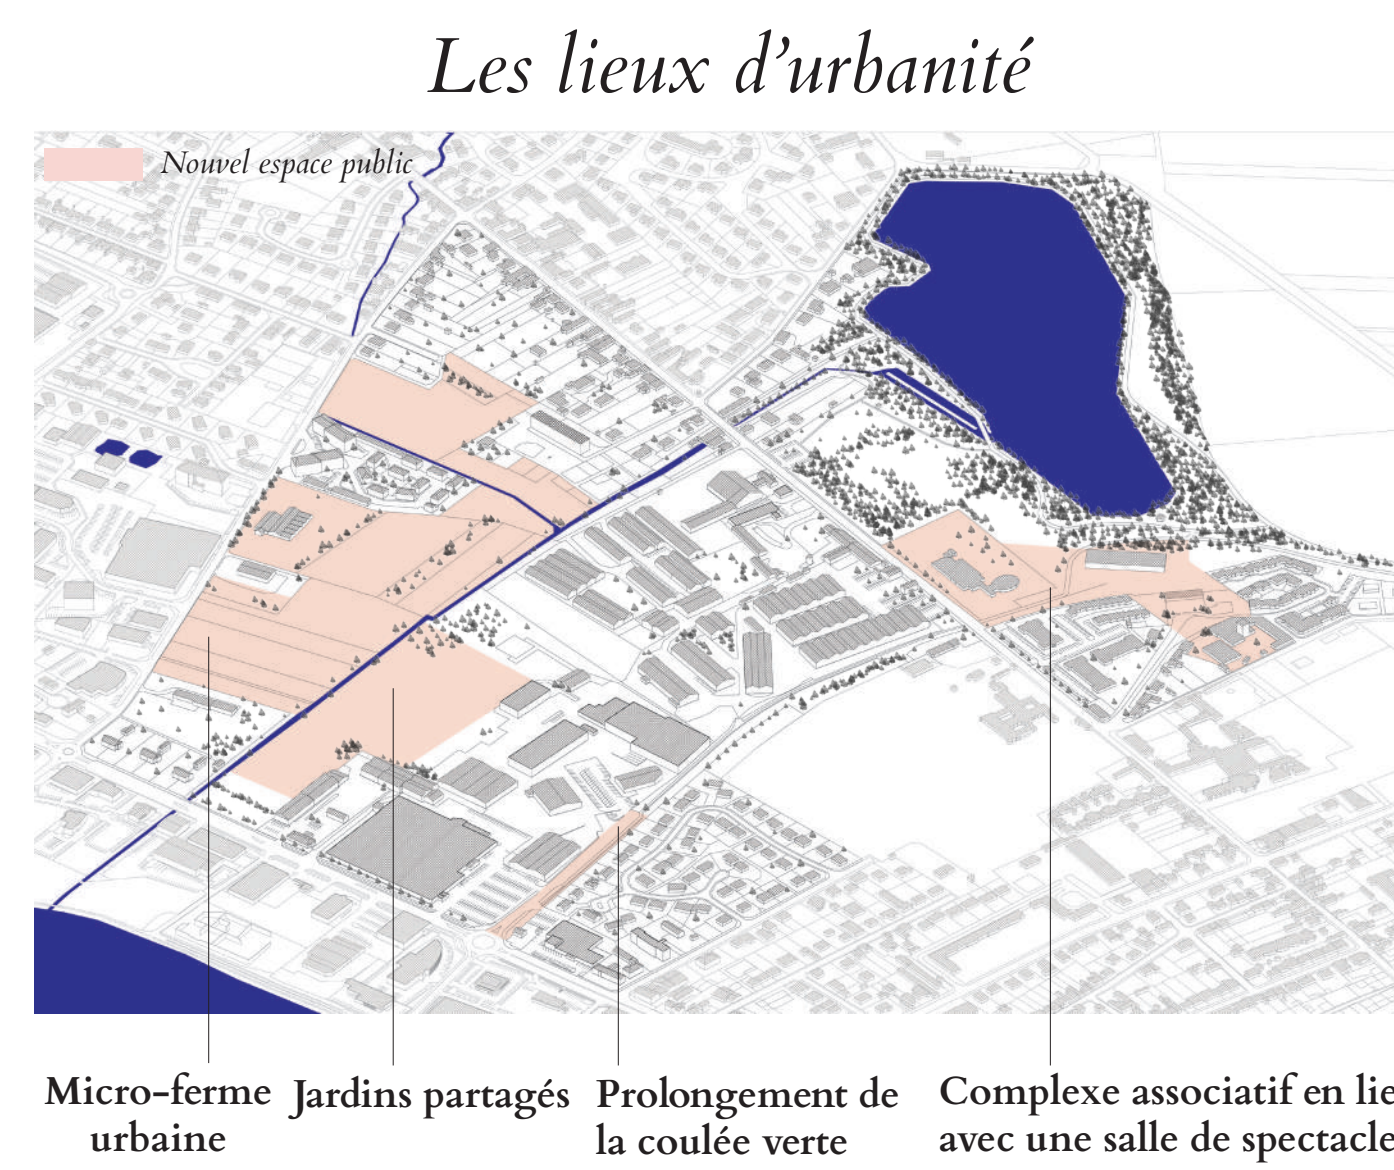 Les lieux d'urbanité
Nouvel espace public
Micro-ferme
urbaine
Jardins partagés
Prolongement de
la coulée verte
Complexe associatif en lie
avec une salle de spectacle